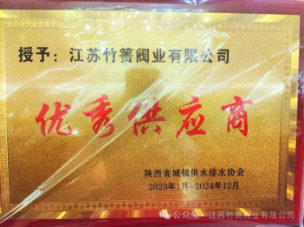 授予：江苏竹箦阀业有限公司
优秀供应商
陕西省城镇供水排水协会
2023年1月-2024年12月
公众号 · 江苏竹箦阀业有限公司